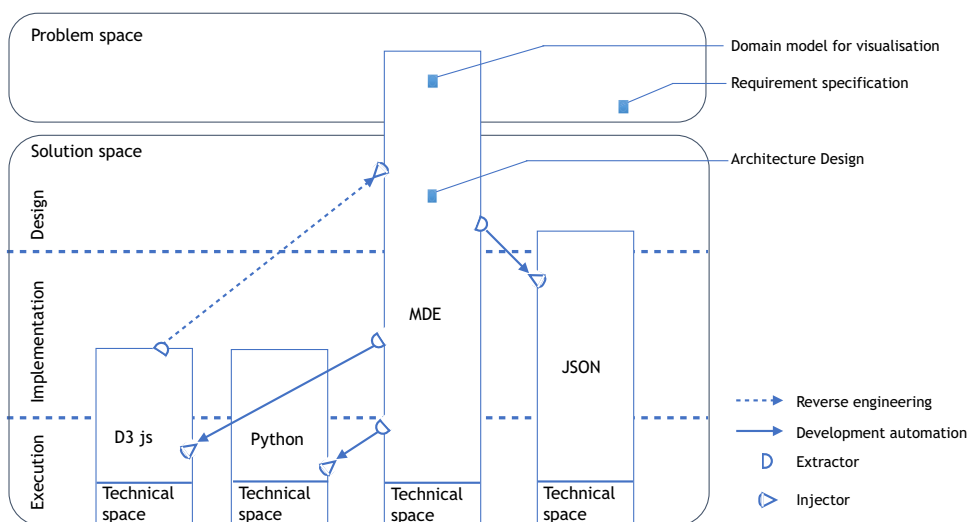 Problem space
Domain model for visualisation
Requirement specification
Solution space
Architecture Design
Design
Implementation
Execution
MDE
JSON
D3 js
Python
Reverse engineering
Development automation
Extractor
Injector
Technical
space
Technical
space
Technical
space
Technical
space